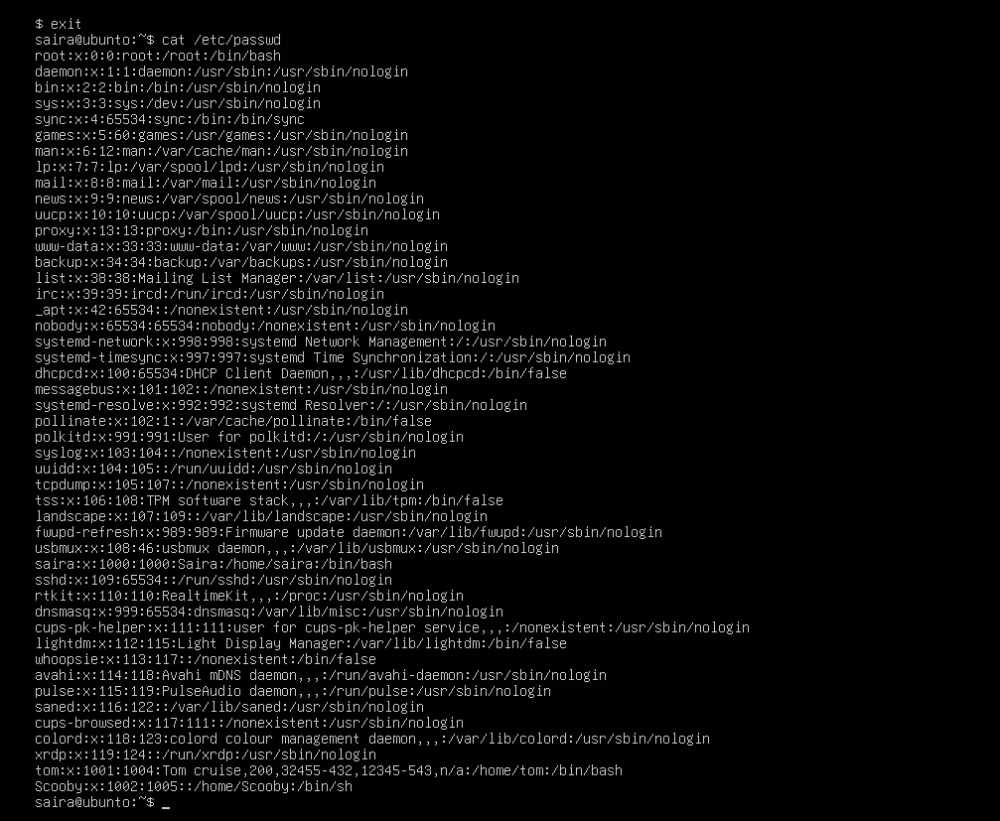 $ exit
saira@ubunto:~$ cat /etc/passwd
root:x:0:0:root:/root:/bin/bash
daemon:x:1:1:daemon:/usr/sbin:/usr/sbin/nologin
bin:x:2:2:bin:/bin:/usr/sbin/nologin
sys:x:3:3:sys:/dev:/usr/sbin/nologin
sync:x:4:65534:sync:/bin:/bin/sync
games:x:5:60:games:/usr/games:/usr/sbin/nologin
man:x:6:12:man:/var/cache/man:/usr/sbin/nologin
lp:x:7:7:lp:/var/spool/lpd:/usr/sbin/nologin
mail:x:8:8:mail:/var/mail:/usr/sbin/nologin
news:x:9:9:news:/var/spool/news:/usr/sbin/nologin
uucp:x:10:10:uucp:/var/spool/uucp:/usr/sbin/nologin
proxy:x:13:13:proxy:/bin:/usr/sbin/nologin
www-data:x:33:33:www-data:/var/www:/usr/sbin/nologin
backup:x:34:34:backup:/var/backups:/usr/sbin/nologin
list:x:38:38:Mailing List Manager:/var/list:/usr/sbin/nologin
irc:x:39:39:ircd:/run/ircd:/usr/sbin/nologin
_apt:x:42:65534::/nonexistent:/usr/sbin/nologin
nobody:x:65534:65534:nobody:/nonexistent:/usr/sbin/nologin
systemd-network:x:998:998:systemd Network Management:/:/usr/sbin/nologin
systemd-timesync:x:997:997:systemd Time Synchronization:/:/usr/sbin/nologin
dhcpcd:x:100:65534:DHCP Client Daemon,,,:/usr/lib/dhcpcd:/bin/false
messagebus:x:101:102::/nonexistent:/usr/sbin/nologin
systemd-resolve:x:992:992:systemd Resolver:/:/usr/sbin/nologin
pollinate:x:102:1::/var/cache/pollinate:/bin/false
polkitd:x:991:991:User for polkitd:/:/usr/sbin/nologin
syslog:x:103:104::/nonexistent:/usr/sbin/nologin
uuidd:x:104:105::/run/uuidd:/usr/sbin/nologin
tcpdump:x:105:107::/nonexistent:/usr/sbin/nologin
tss:x:106:108:TPM software stack,,,:/var/lib/tpm:/bin/false
landscape:x:107:109::/var/lib/landscape:/usr/sbin/nologin
fwupd-refresh:x:989:989:Firmware update daemon:/var/lib/fwupd:/usr/sbin/nologin
usbmux:x:108:46:usbmux daemon,,,:/var/lib/usbmux:/usr/sbin/nologin
saira:x:1000:1000:Saira:/home/saira:/bin/bash
sshd:x:109:65534::/run/sshd:/usr/sbin/nologin
rtkit:x:110:110:RealtimeKit,,,:/proc:/usr/sbin/nologin
dnsmasq:x:999:65534:dnsmasq:/var/lib/misc:/usr/sbin/nologin
cups-pk-helper:x:111:111:user for cups-pk-helper service,,,:/nonexistent:/usr/sbin/nologin
lightdm:x:112:115:Light Display Manager:/var/lib/lightdm:/bin/false
whoopsie:x:113:117::/nonexistent:/bin/false
avahi:x:114:118:Avahi mDNS daemon,,,:/run/avahi-daemon:/usr/sbin/nologin
pulse:x:115:119:PulseAudio daemon,,,:/run/pulse:/usr/sbin/nologin
saned:x:116:122::/var/lib/saned:/usr/sbin/nologin
cups-browsed:x:117:111::/nonexistent:/usr/sbin/nologin
colord:x:118:123:colord colour management daemon,,,:/var/lib/colord:/usr/sbin/nologin
xrdp:x:119:124::/run/xrdp:/usr/sbin/nologin
tom:x:1001:1004:Tom cruise,200,32455-432,12345-543,n/a:/home/tom:/bin/bash
Scooby:x:1002:1005::/home/Scooby:/bin/sh
saira@ubunto:~$ _